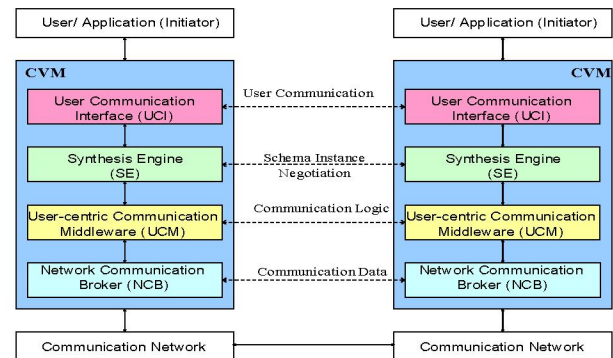 User/ Application (Initiator)
User/ Application (Initiator)
CVM
CVM
User Communication
Interface (UCI)
User Communication
User Communication
Interface (UCI)
Synthesis Engine
(SE)
Schema Instance
Negotiation
Synthesis Engine
(SE)
User-centric Communication
Middleware (UCM)
Communication Logic
User-centric Communication
Middleware (UCM)
Network Communication
Broker (NCB)
Communication Data
Network Communication
Broker (NCB)
Communication Network
Communication Network